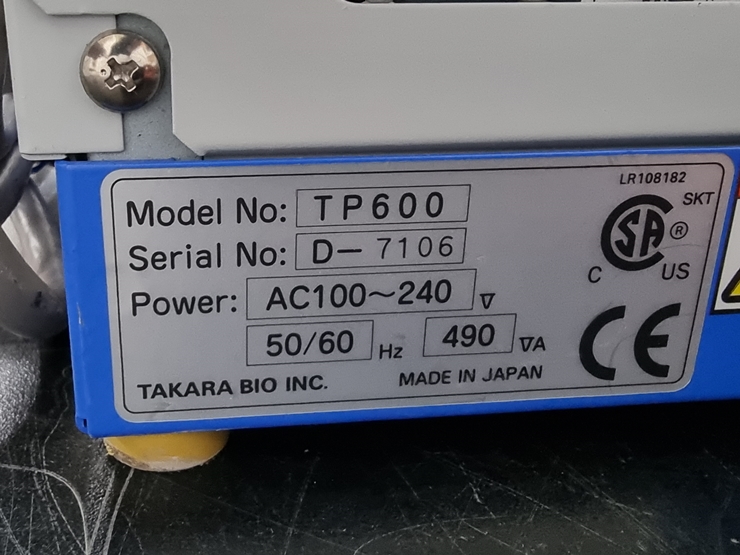 LR108182
Model No: TP600
SA ® SKT
C US
Serial No: D-7106
Power: AC100~240 V
50/60 Hz 490 VA
CE
TAKARA BIO INC. MADE IN JAPAN